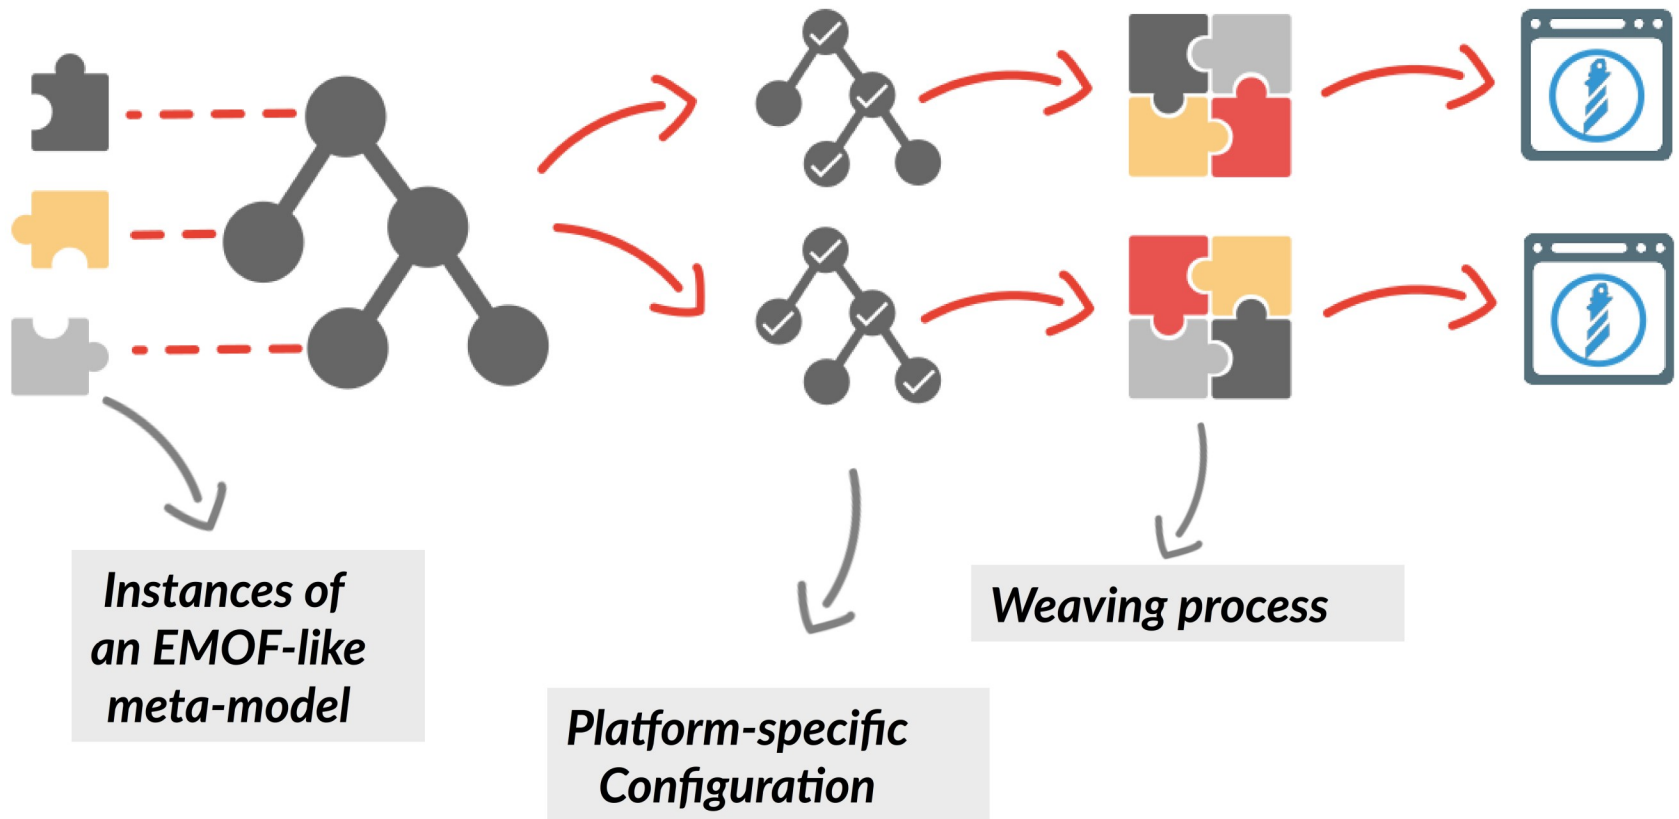 Instances of
an EMOF-like
meta-model
Platform-specific
Configuration
Weaving process